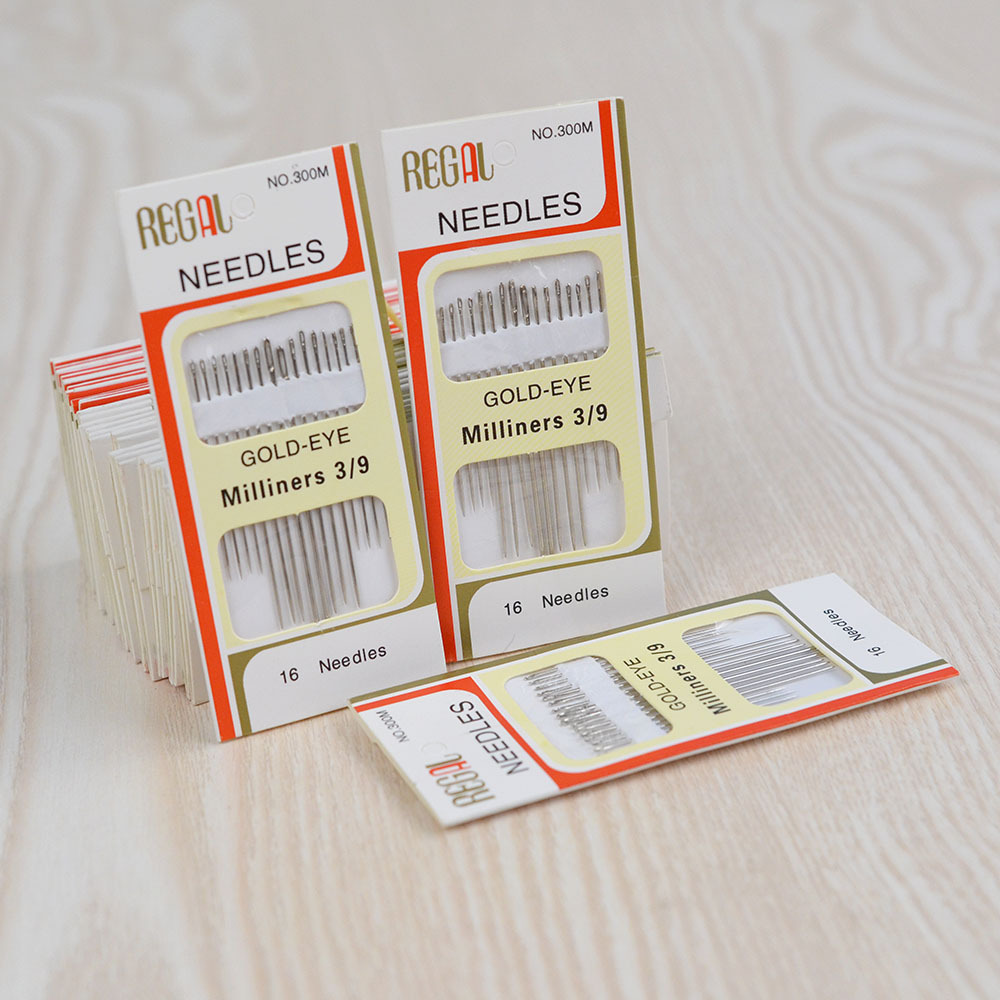 REGAL
NO.300M
NEEDLES
GOLD-EYE
Milliners 3/9
16 Needles
REGAL
NO.300M
NEEDLES
GOLD-EYE
Milliners 3/9
16 Needles
REGAL
NO.300M
NEEDLES
GOLD-EYE
Milliners 3/9
16 Needles